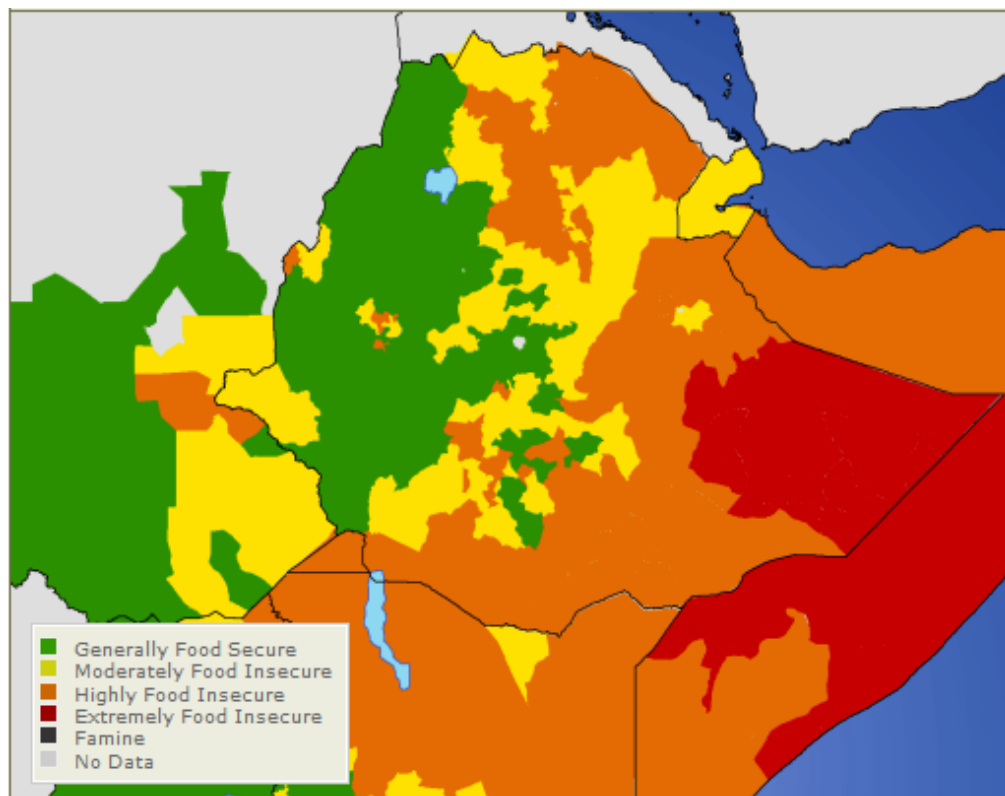 Generally Food Secure
Moderately Food Insecure
Highly Food Insecure
Extremely Food Insecure
Famine
No Data